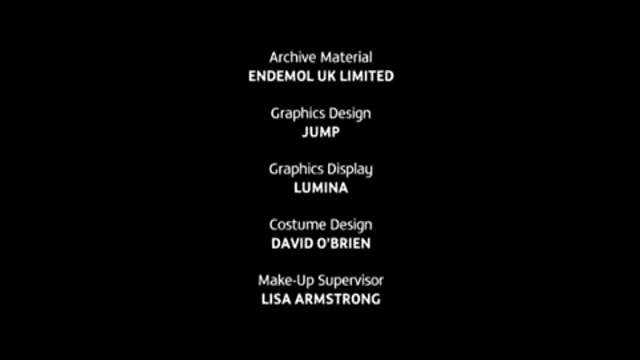 Archive Material
ENDEMOL UK LIMITED
Graphics Design
JUMP
Graphics Display
LUMINA
Costume Design
DAVID O'BRIEN
Make-Up Supervisor
LISA ARMSTRONG